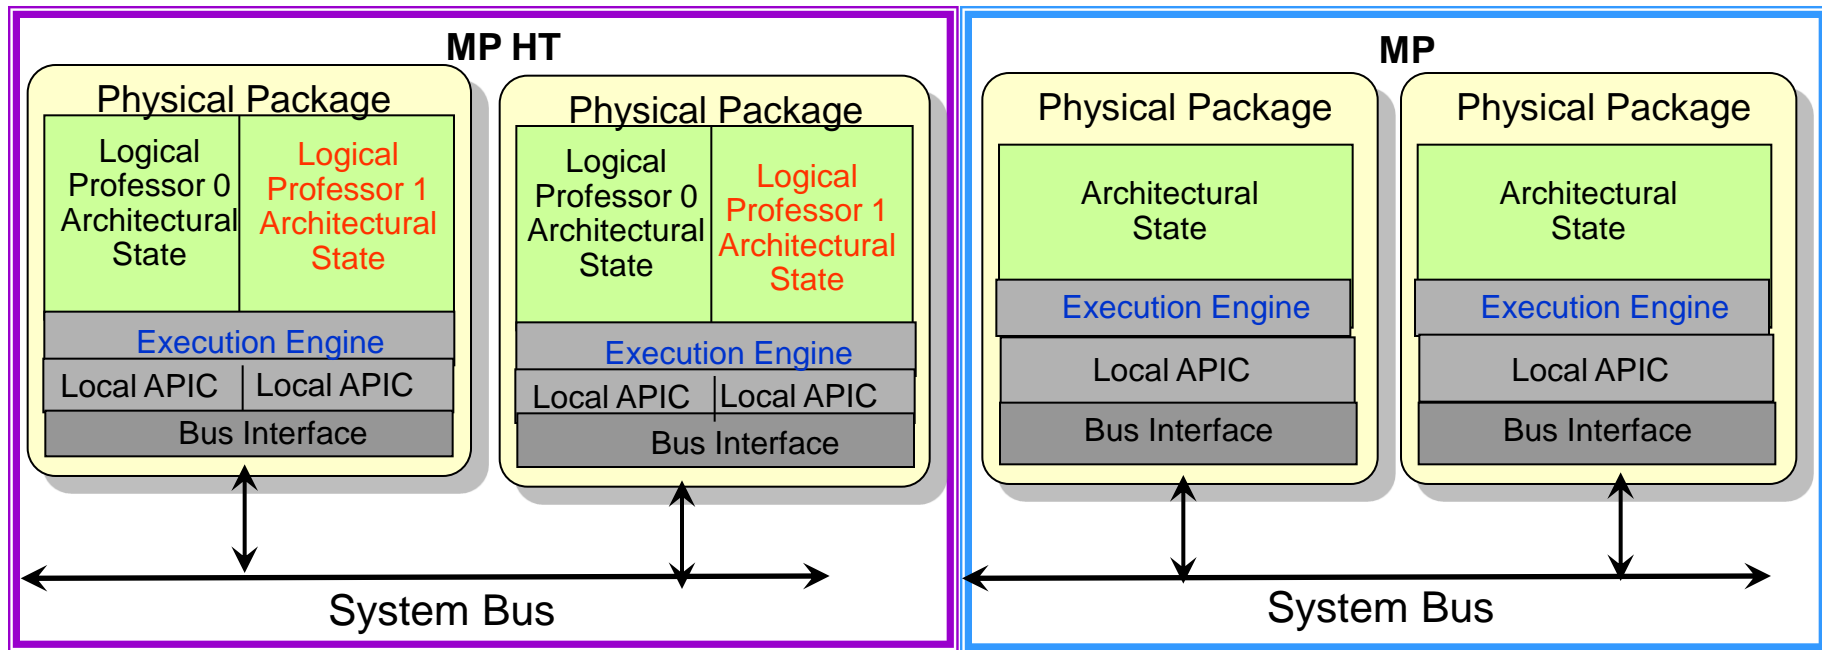 MP HT
Physical Package
Logical
Professor 0
Architectural
State
Logical
Professor 1
Architectural
State
Execution Engine
Local APIC
Local APIC
Bus Interface
Physical Package
Logical
Professor 0
Architectural
State
Logical
Professor 1
Architectural
State
Execution Engine
Local APIC
Local APIC
Bus Interface
System Bus
MP
Physical Package
Architectural
State
Execution Engine
Local APIC
Bus Interface
Physical Package
Architectural
State
Execution Engine
Local APIC
Bus Interface
System Bus